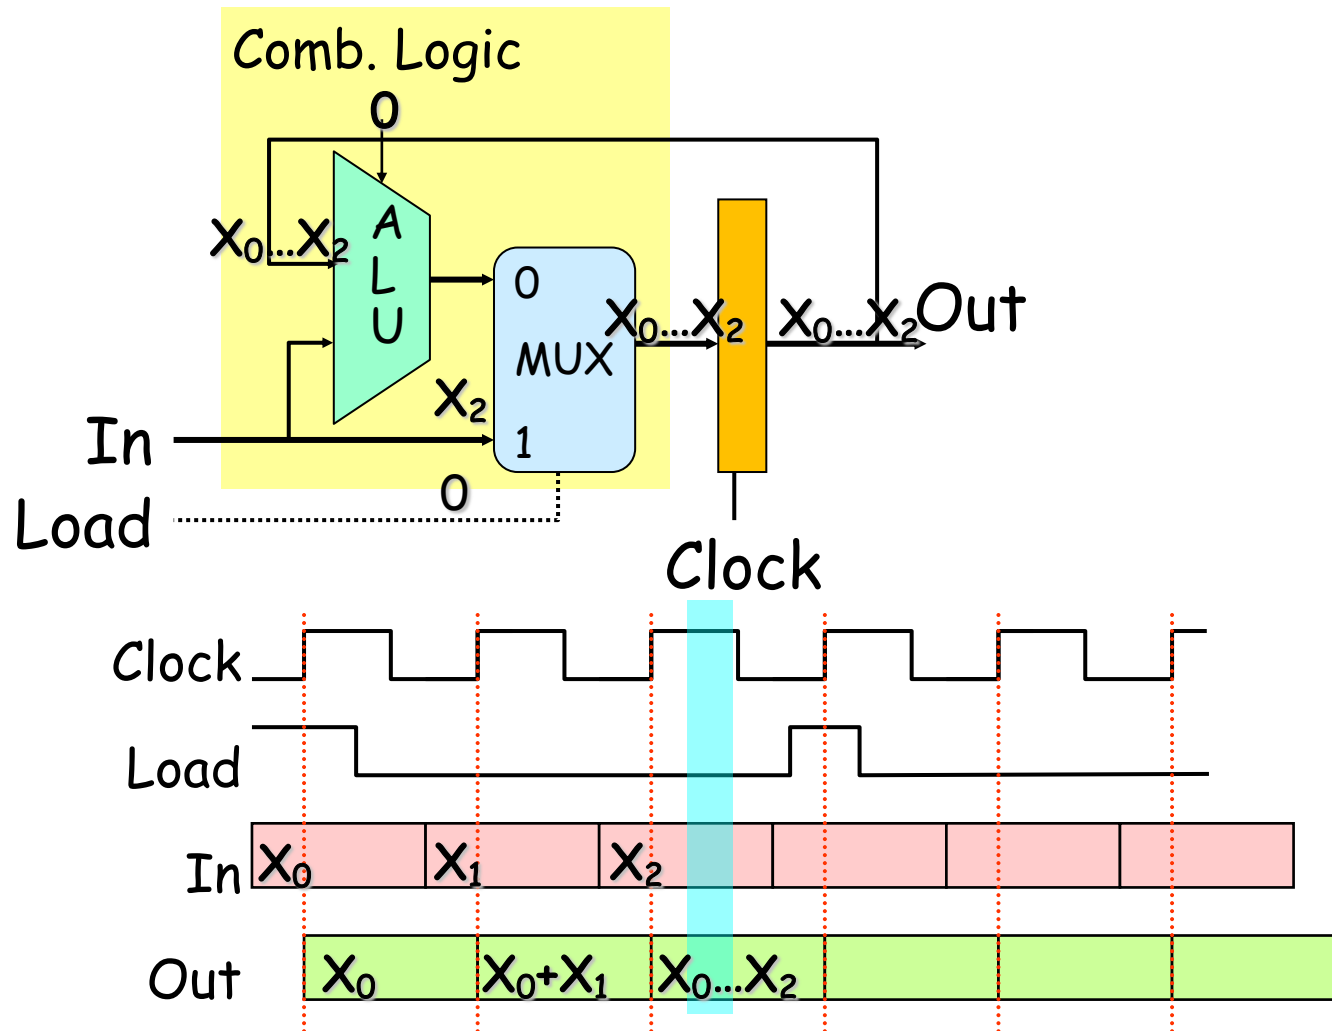 Comb. Logic
0
A
L
U
X₀...X₂
0
MUX
1
X₀...X₂
X₀...X₂
Out
X₂
In
0
Load
Clock
Clock
Load
In X₀ X₁ X₂
Out X₀ X₀+X₁ X₀...X₂